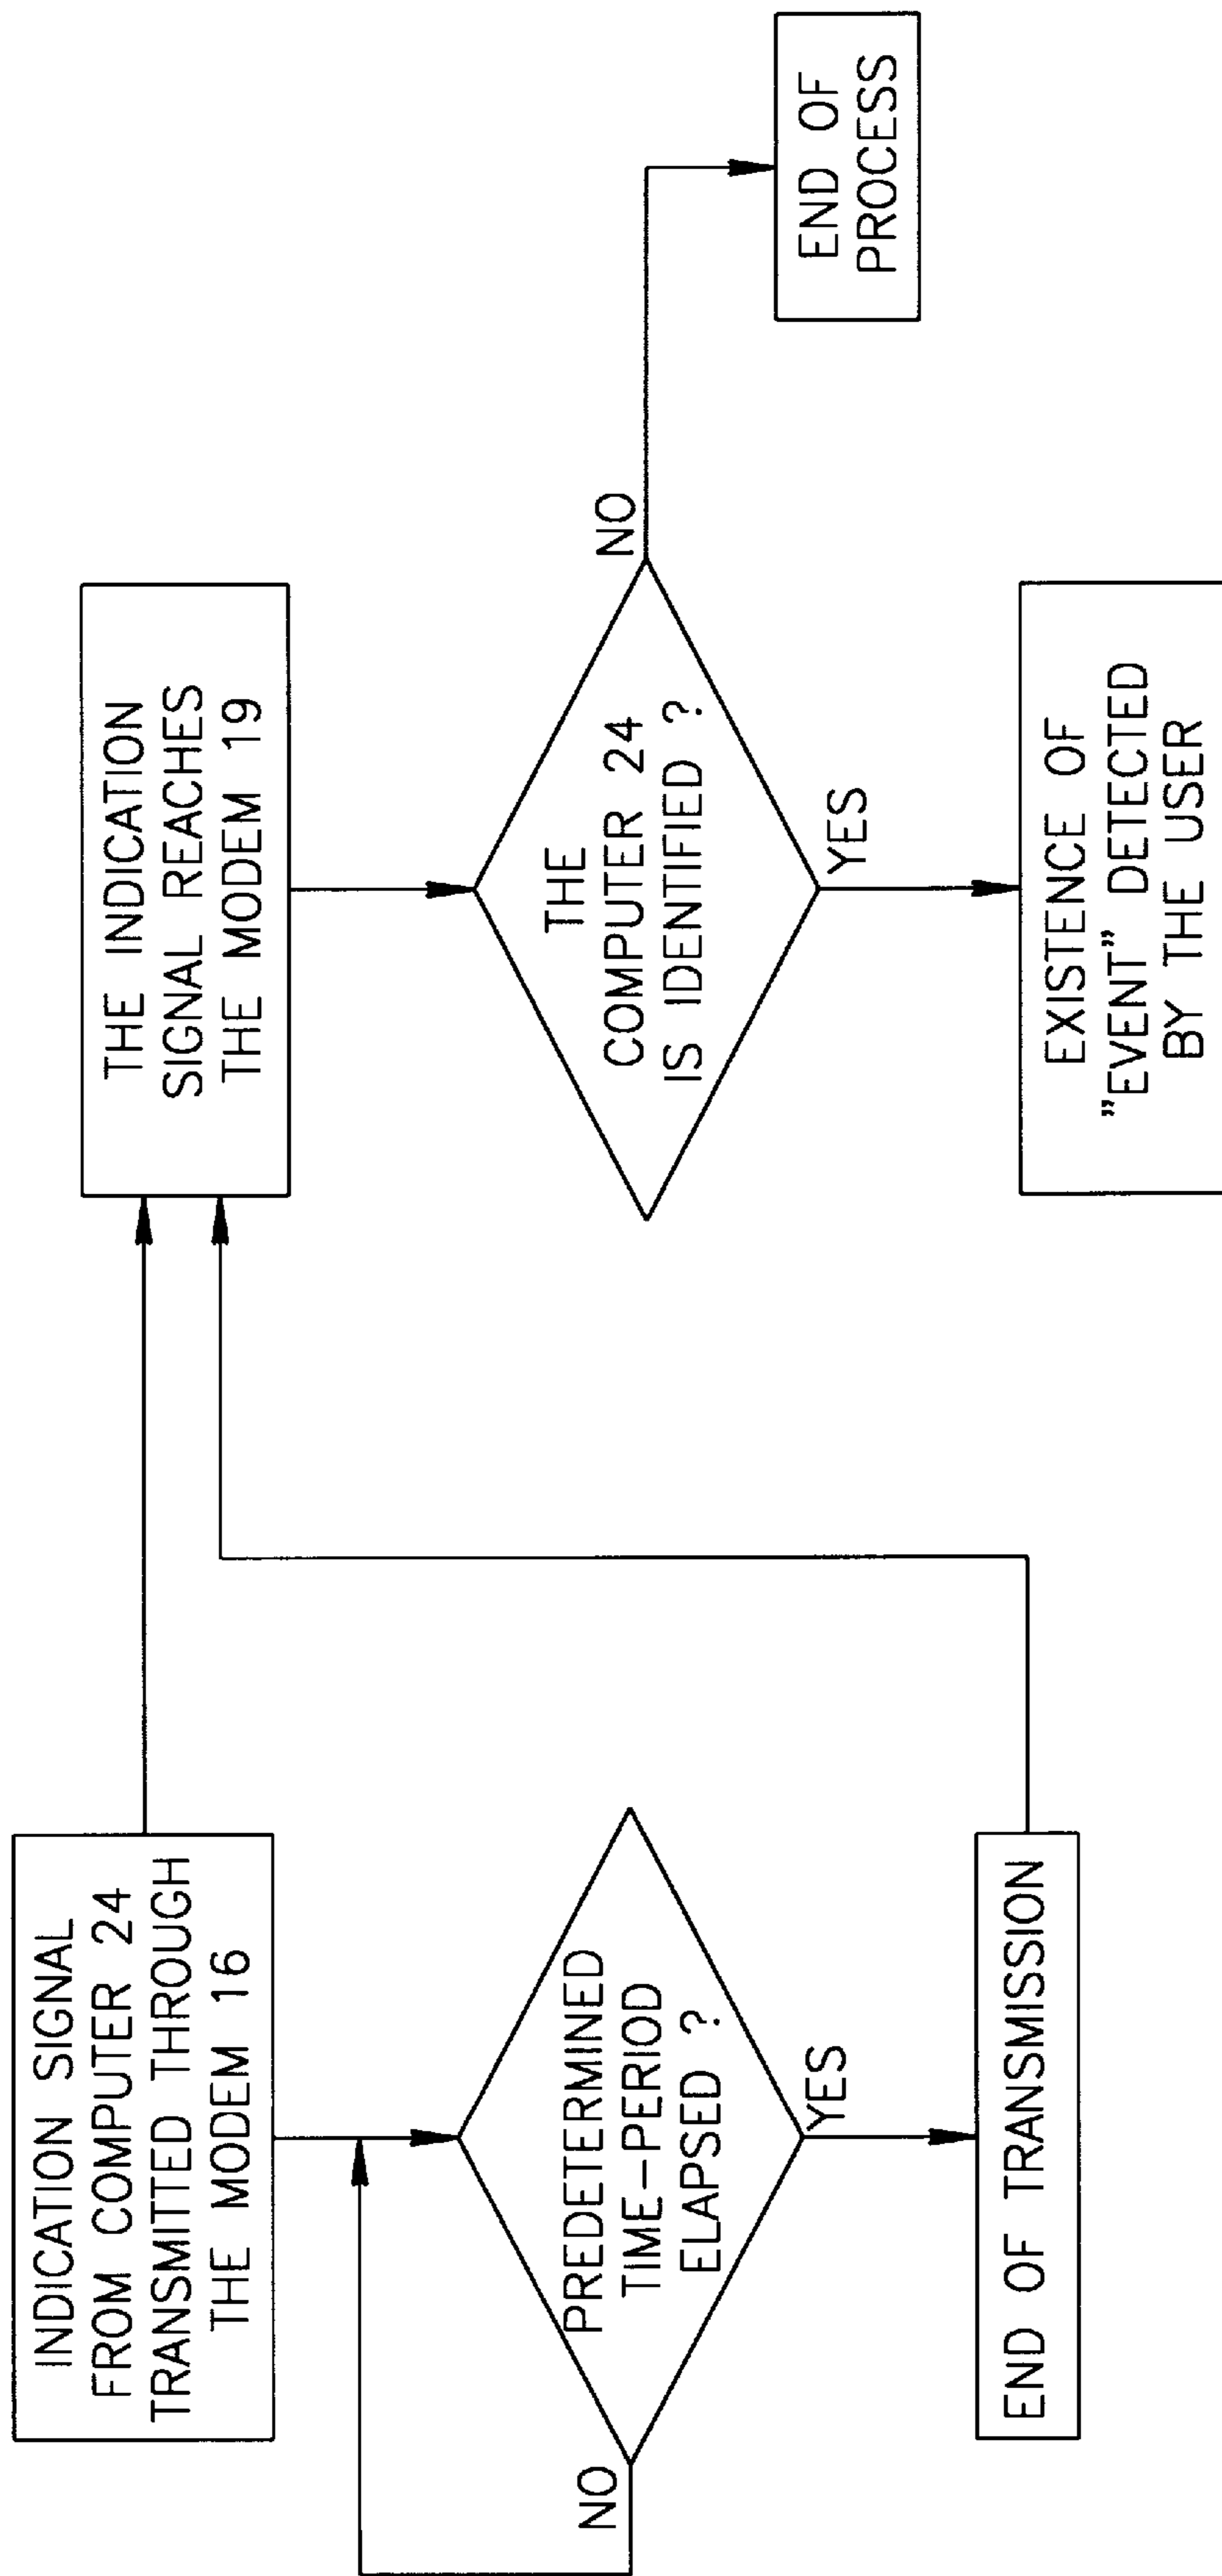 INDICATION SIGNAL
FROM COMPUTER 24
TRANSMITTED THROUGH
THE MODEM 16
PREDETERMINED
TIME-PERIOD
ELAPSED ?
NO
YES
END OF TRANSMISSION
THE INDICATION
SIGNAL REACHES
THE MODEM 19
THE
COMPUTER 24
IS IDENTIFIED ?
NO
YES
END OF
PROCESS
EXISTENCE OF
"EVENT" DETECTED
BY THE USER